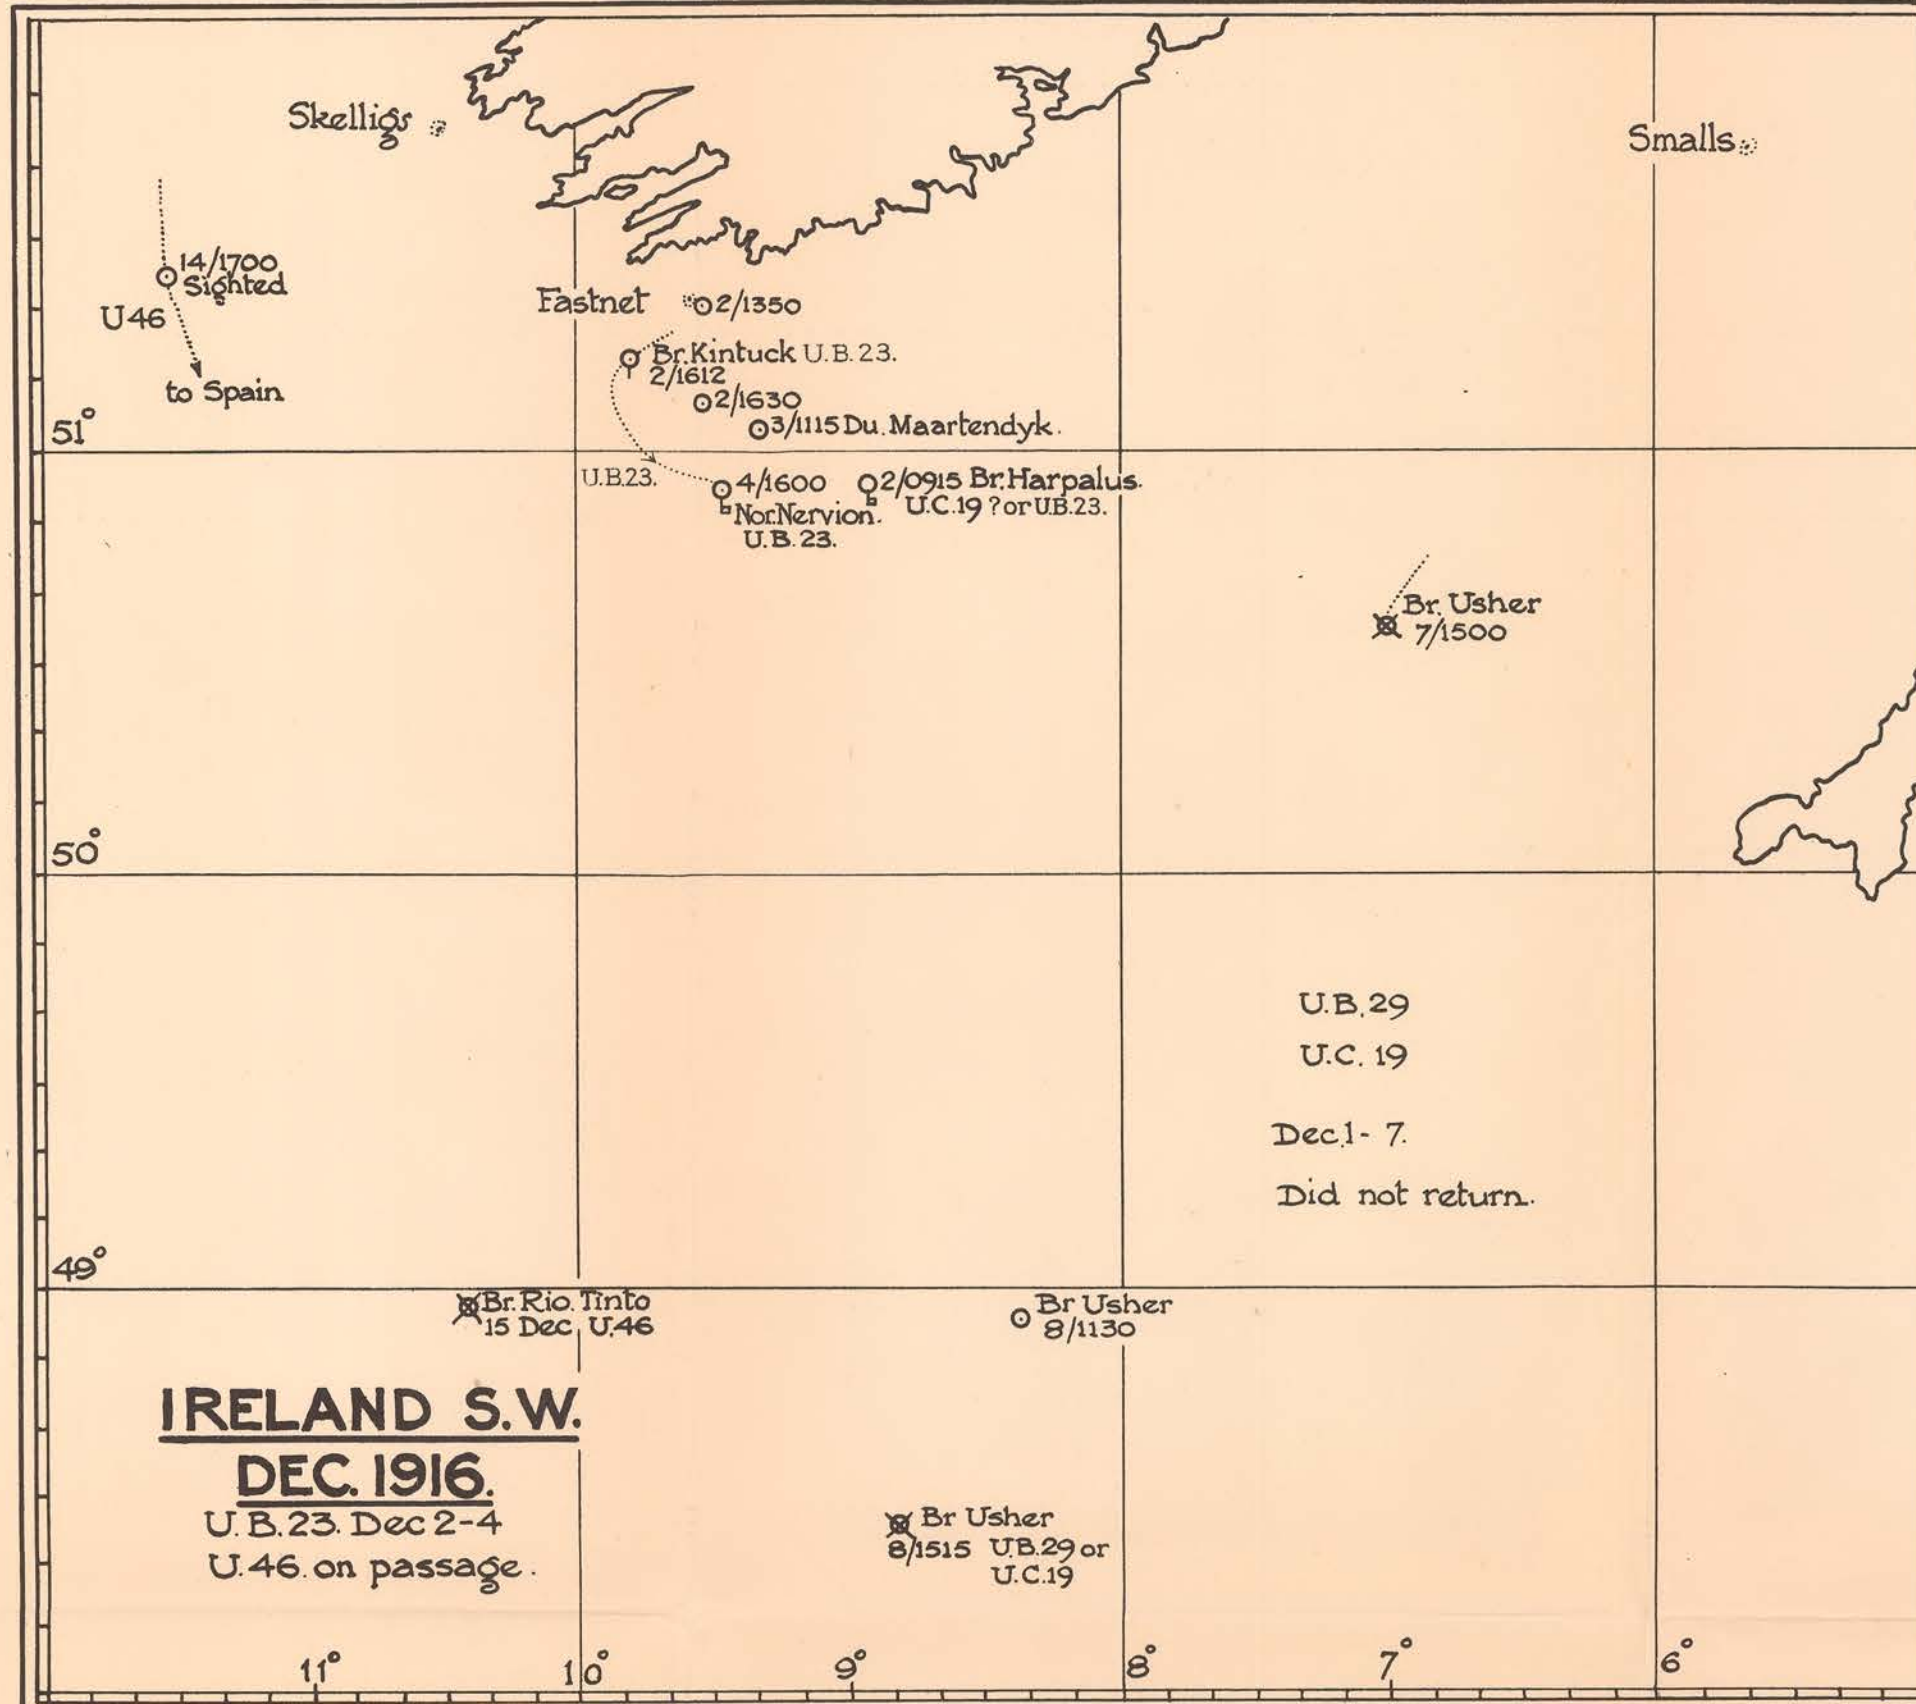 Skelligs
Smalls
14/1700
Sighted
U46
to Spain
Fastnet
2/1350
Br. Kintuck U.B.23.
2/1612
2/1630
3/1115 Du. Maartendyk.
51°
U.B.23.
4/1600
Nor. Nervion.
U.B.23.
2/0915 Br. Harpalus.
U.C.19 ? or U.B.23.
Br. Usher
7/1500
50°
U.B.29
U.C. 19
Dec.1 - 7.
Did not return.
49°
Br. Rio. Tinto
15 Dec. U.46
Br Usher
8/1130
IRELAND S.W.
DEC. 1916.
U.B.23. Dec 2-4
U.46. on passage.
Br Usher
8/1515 U.B.29 or
U.C.19
11° 10° 9° 8° 7° 6°